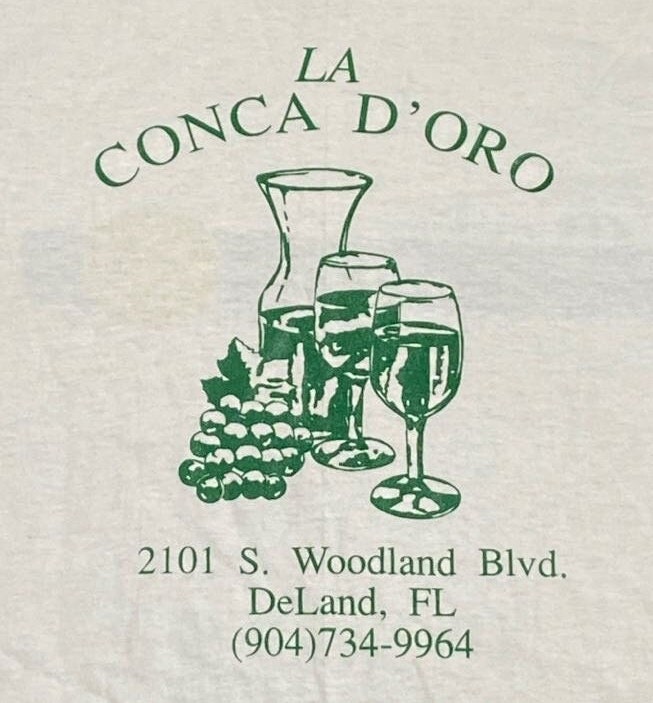 LA
CONCA D'ORO
2101 S. Woodland Blvd.
DeLand, FL
(904)734-9964